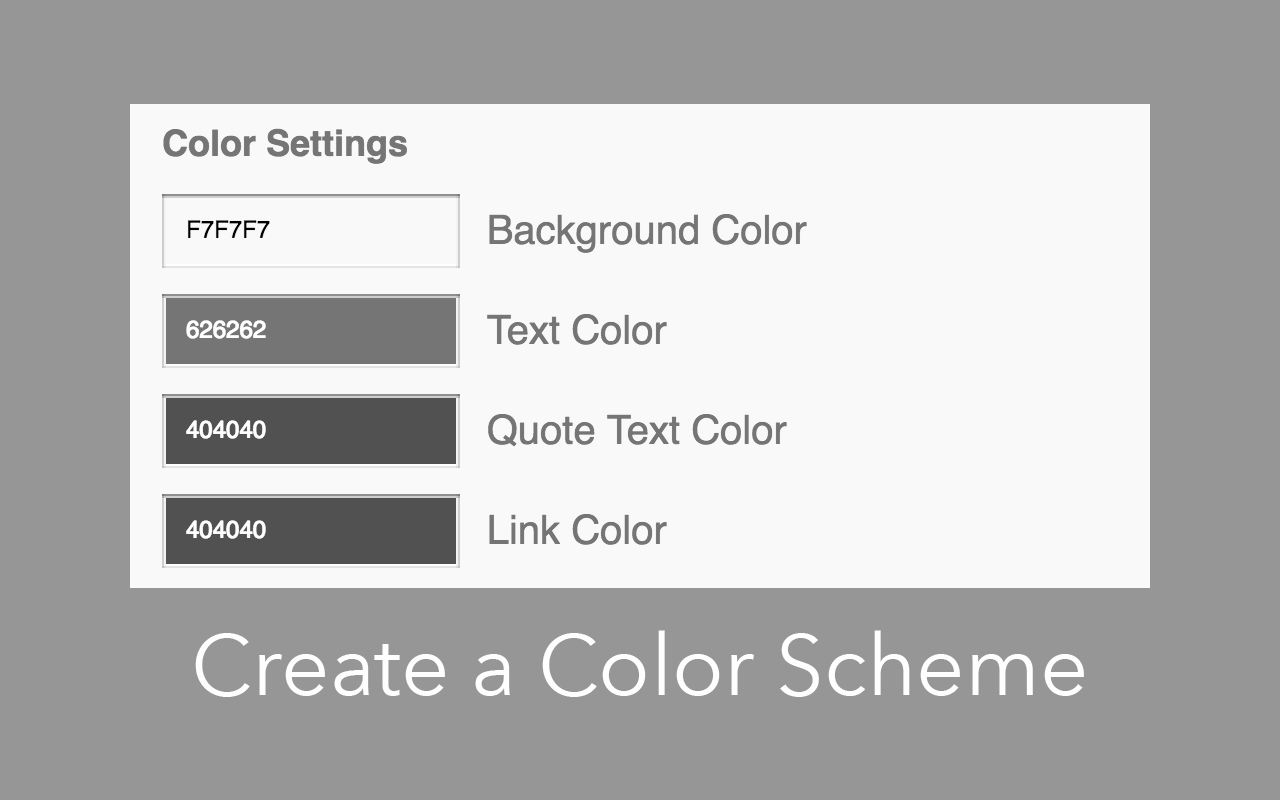 Color Settings
F7F7F7 Background Color
626262 Text Color
404040 Quote Text Color
404040 Link Color
Create a Color Scheme